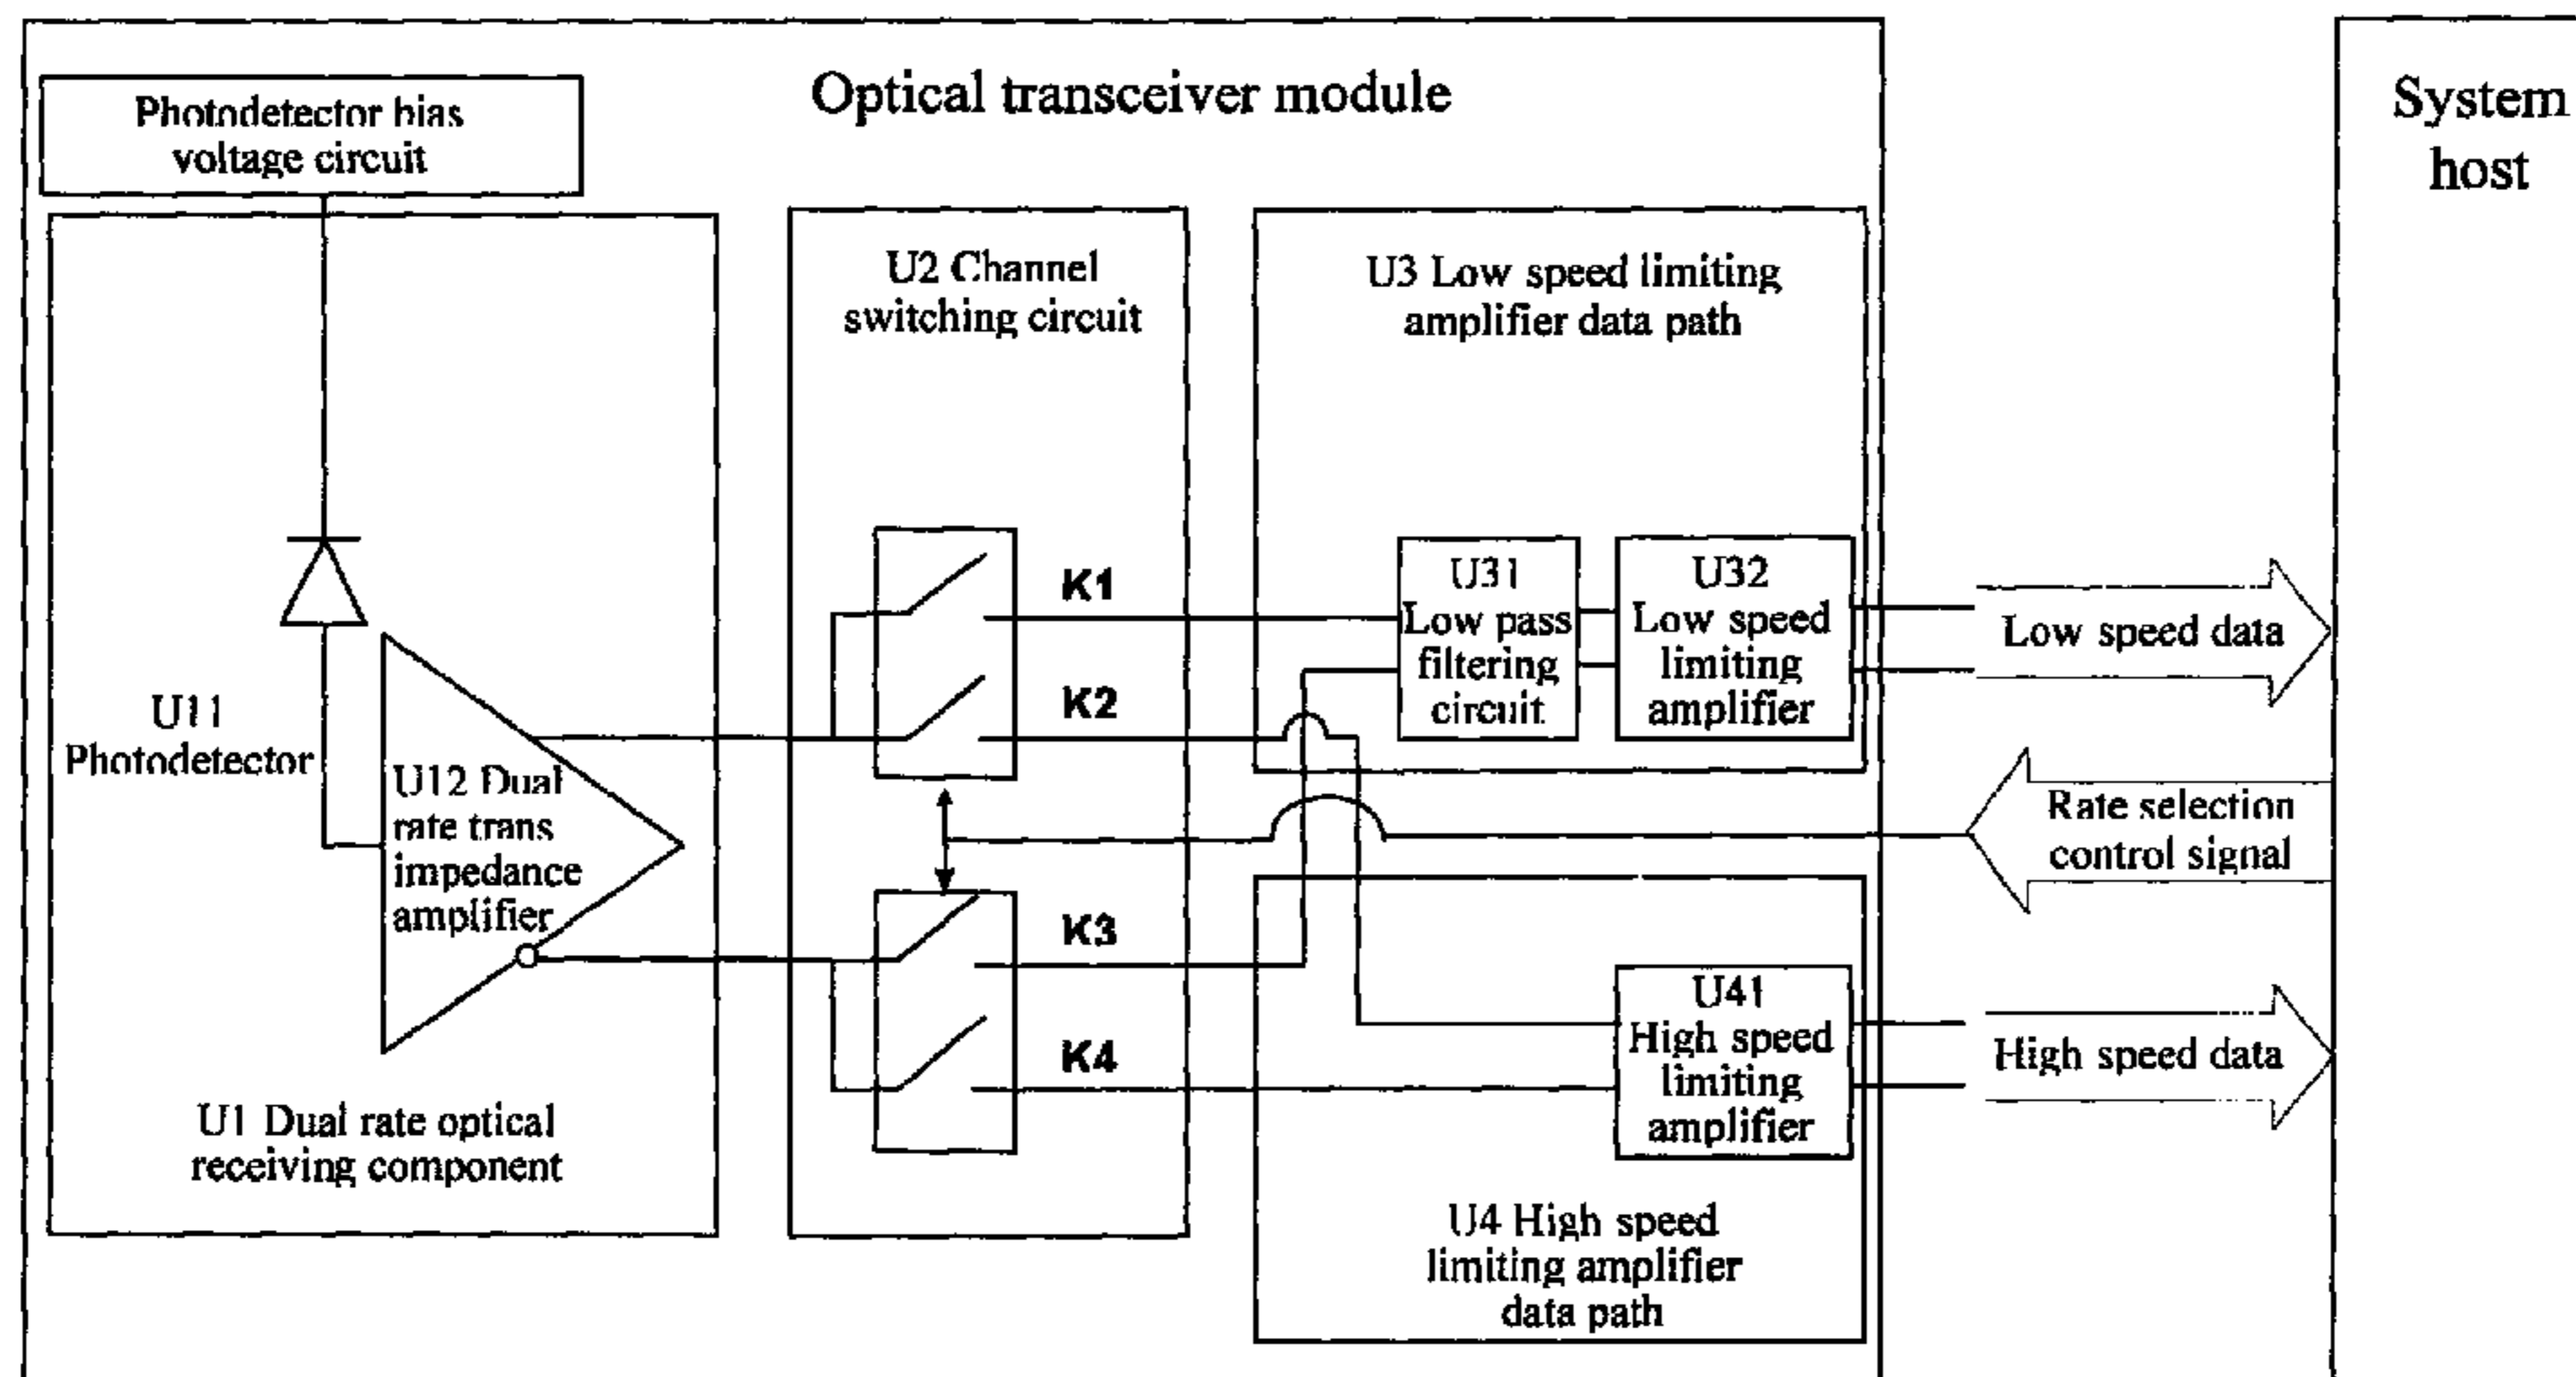 Optical transceiver module
System
host
Photodetector bias
voltage circuit
U2 Channel
switching circuit
U3 Low speed limiting
amplifier data path
K1
K2
K3
K4
U31
Low pass
filtering
circuit
U32
Low speed
limiting
amplifier
Low speed data
U11
Photodetector
U12 Dual
rate trans
impedance
amplifier
Rate selection
control signal
U41
High speed
limiting
amplifier
High speed data
U1 Dual rate optical
receiving component
U4 High speed
limiting amplifier
data path